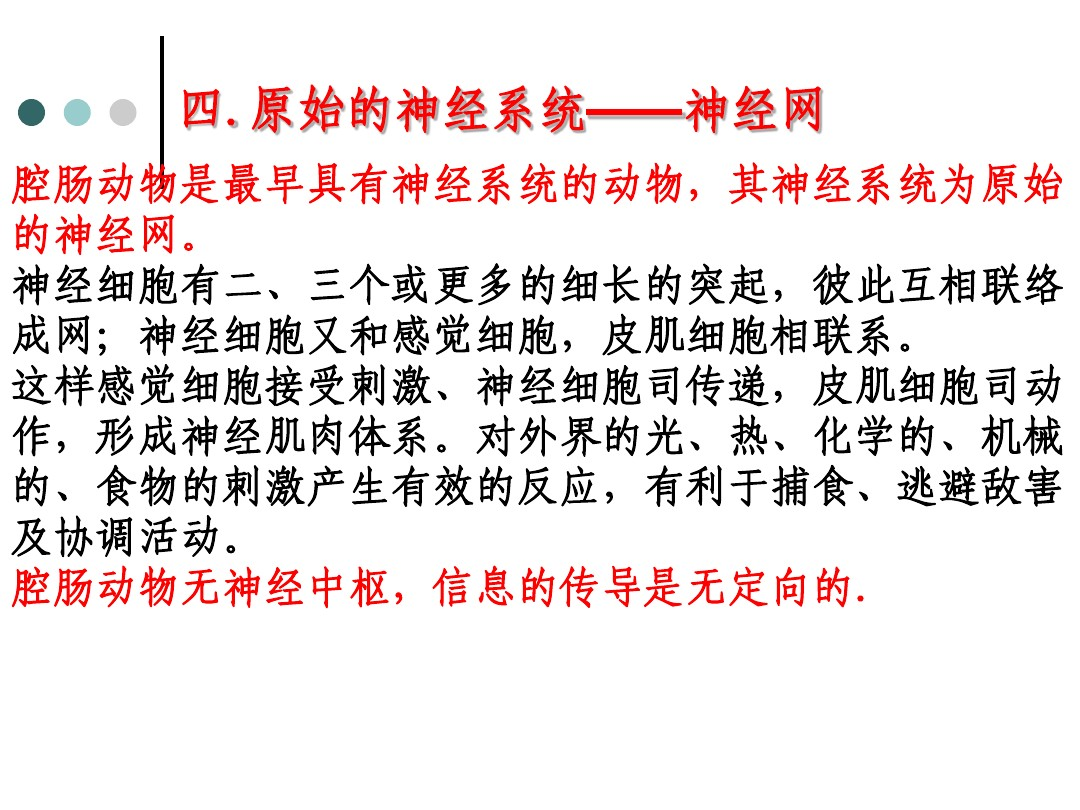 四.原始的神经系统——神经网
腔肠动物是最早具有神经系统的动物，其神经系统为原始
的神经网。
神经细胞有二、三个或更多的细长的突起，彼此互相联络
成网；神经细胞又和感觉细胞，皮肌细胞相联系。
这样感觉细胞接受刺激、神经细胞司传递，皮肌细胞司动
作，形成神经肌肉体系。对外界的光、热、化学的、机械
的、食物的刺激产生有效的反应，有利于捕食、逃避敌害
及协调活动。
腔肠动物无神经中枢，信息的传导是无定向的.